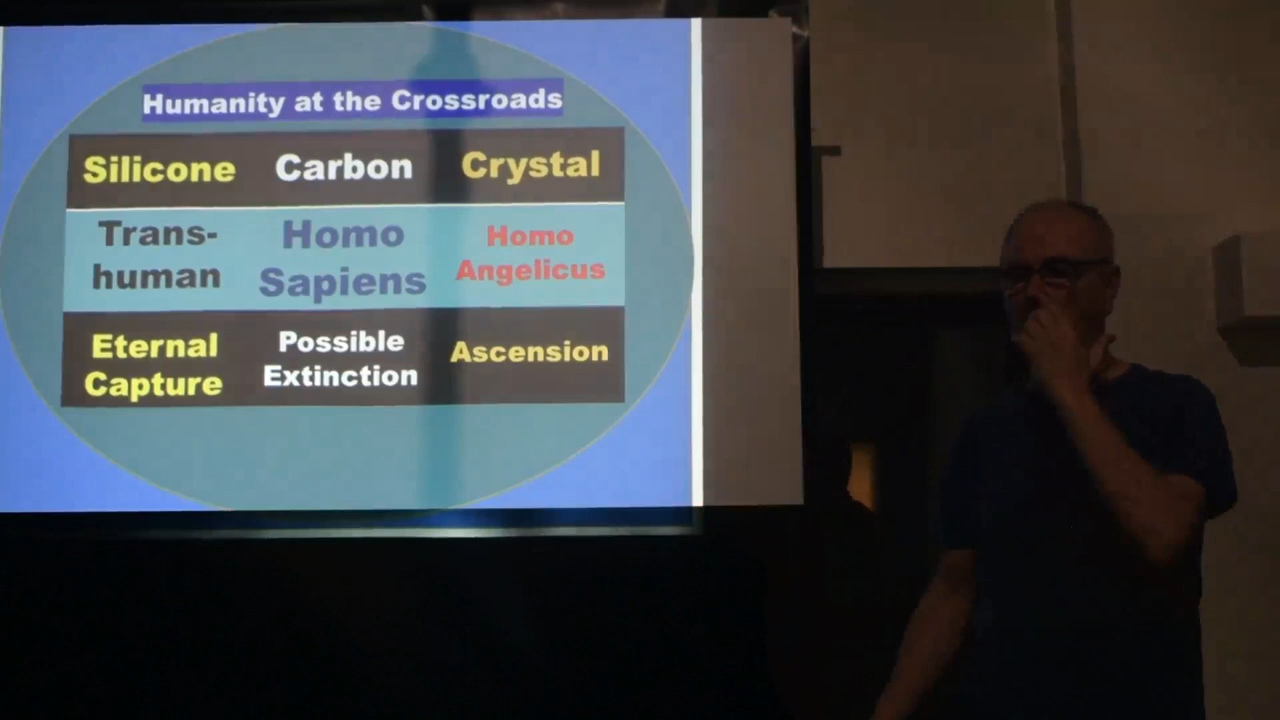 Humanity at the Crossroads
Silicone Carbon Crystal
Trans-
human
Homo
Sapiens
Homo
Angelicus
Eternal
Capture
Possible
Extinction
Ascension